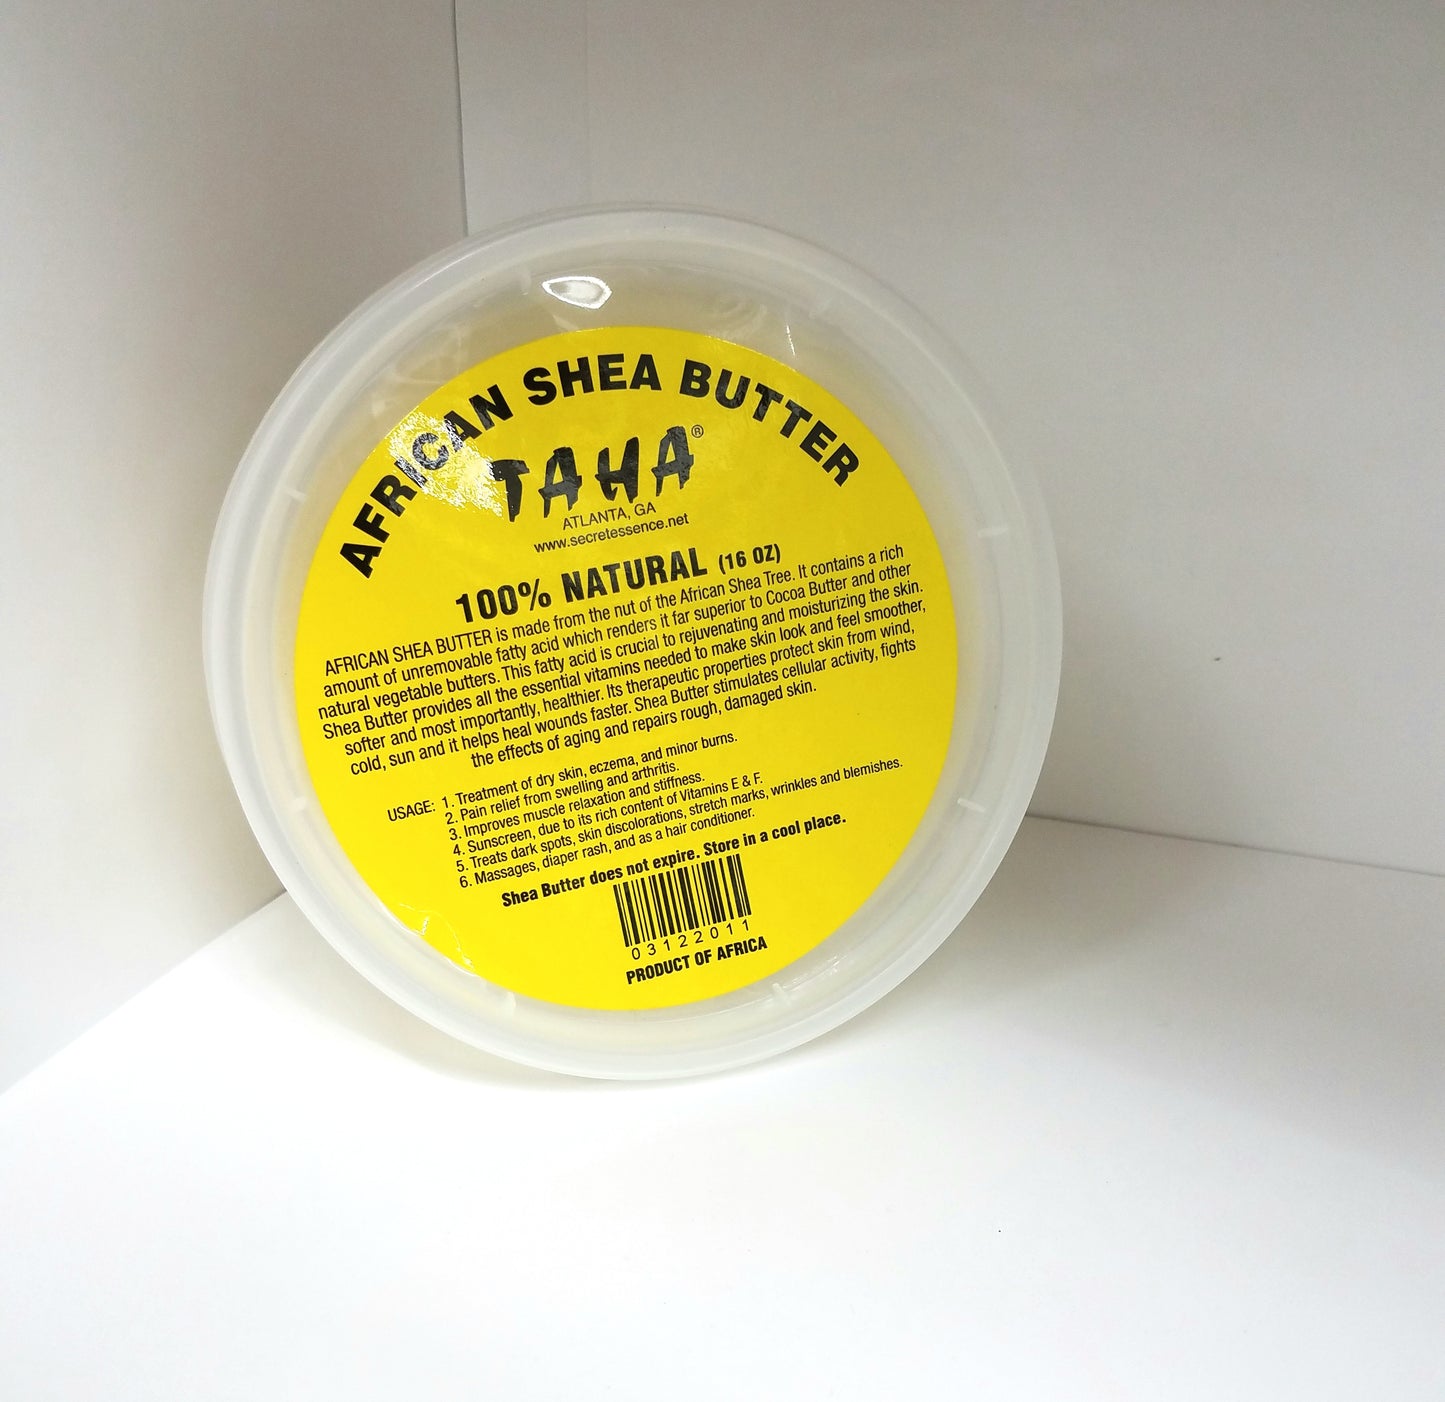 AFRICAN SHEA BUTTER
TAHA®
ATLANTA, GA
www.secretessence.net
100% NATURAL (16 OZ)
AFRICAN SHEA BUTTER is made from the nut of the African Shea Tree. It contains a rich
amount of unremovable fatty acid which renders it far superior to Cocoa Butter and other
natural vegetable butters. This fatty acid is crucial to rejuvenating and moisturizing the skin.
Shea Butter provides all the essential vitamins needed to make skin look and feel smoother,
softer and most importantly, healthier. Its therapeutic properties protect skin from wind,
cold, sun and it helps heal wounds faster. Shea Butter stimulates cellular activity, fights
the effects of aging and repairs rough, damaged skin.
USAGE: 1. Treatment of dry skin, eczema, and minor burns.
2. Pain relief from swelling and arthritis.
3. Improves muscle relaxation and stiffness.
4. Sunscreen, due to its rich content of Vitamins E & F.
5. Treats dark spots, skin discolorations, stretch marks, wrinkles and blemishes.
6. Massages, diaper rash, and as a hair conditioner.
Shea Butter does not expire. Store in a cool place.
03122011
PRODUCT OF AFRICA